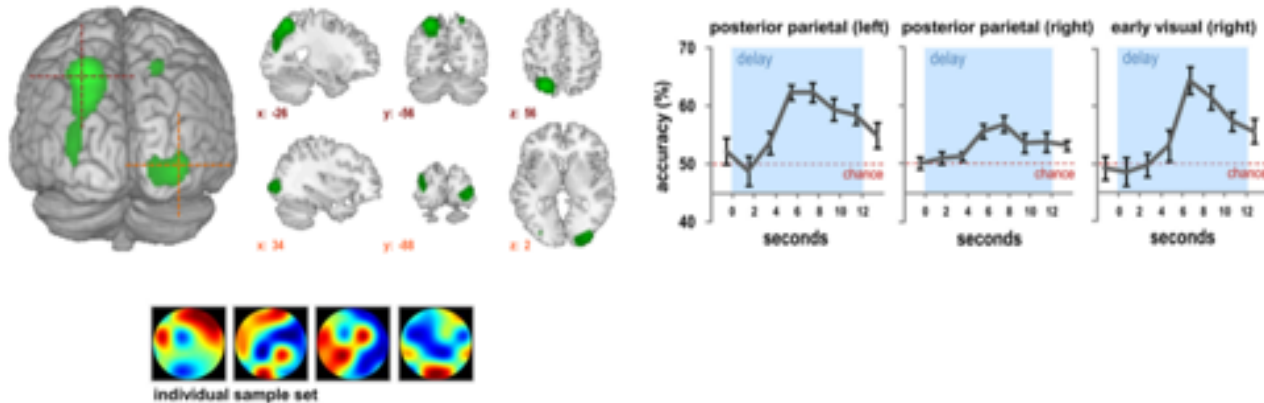 posterior parietal (left)
posterior parietal (right)
early visual (right)
70
60
50
40
accuracy (%)
delay
delay
delay
chance
chance
chance
0 2 4 6 8 10 12
0 2 4 6 8 10 12
0 2 4 6 8 10 12
seconds
seconds
seconds
x: -26
y: -56
z: 56
x: 34
y: -88
z: 2
individual sample set